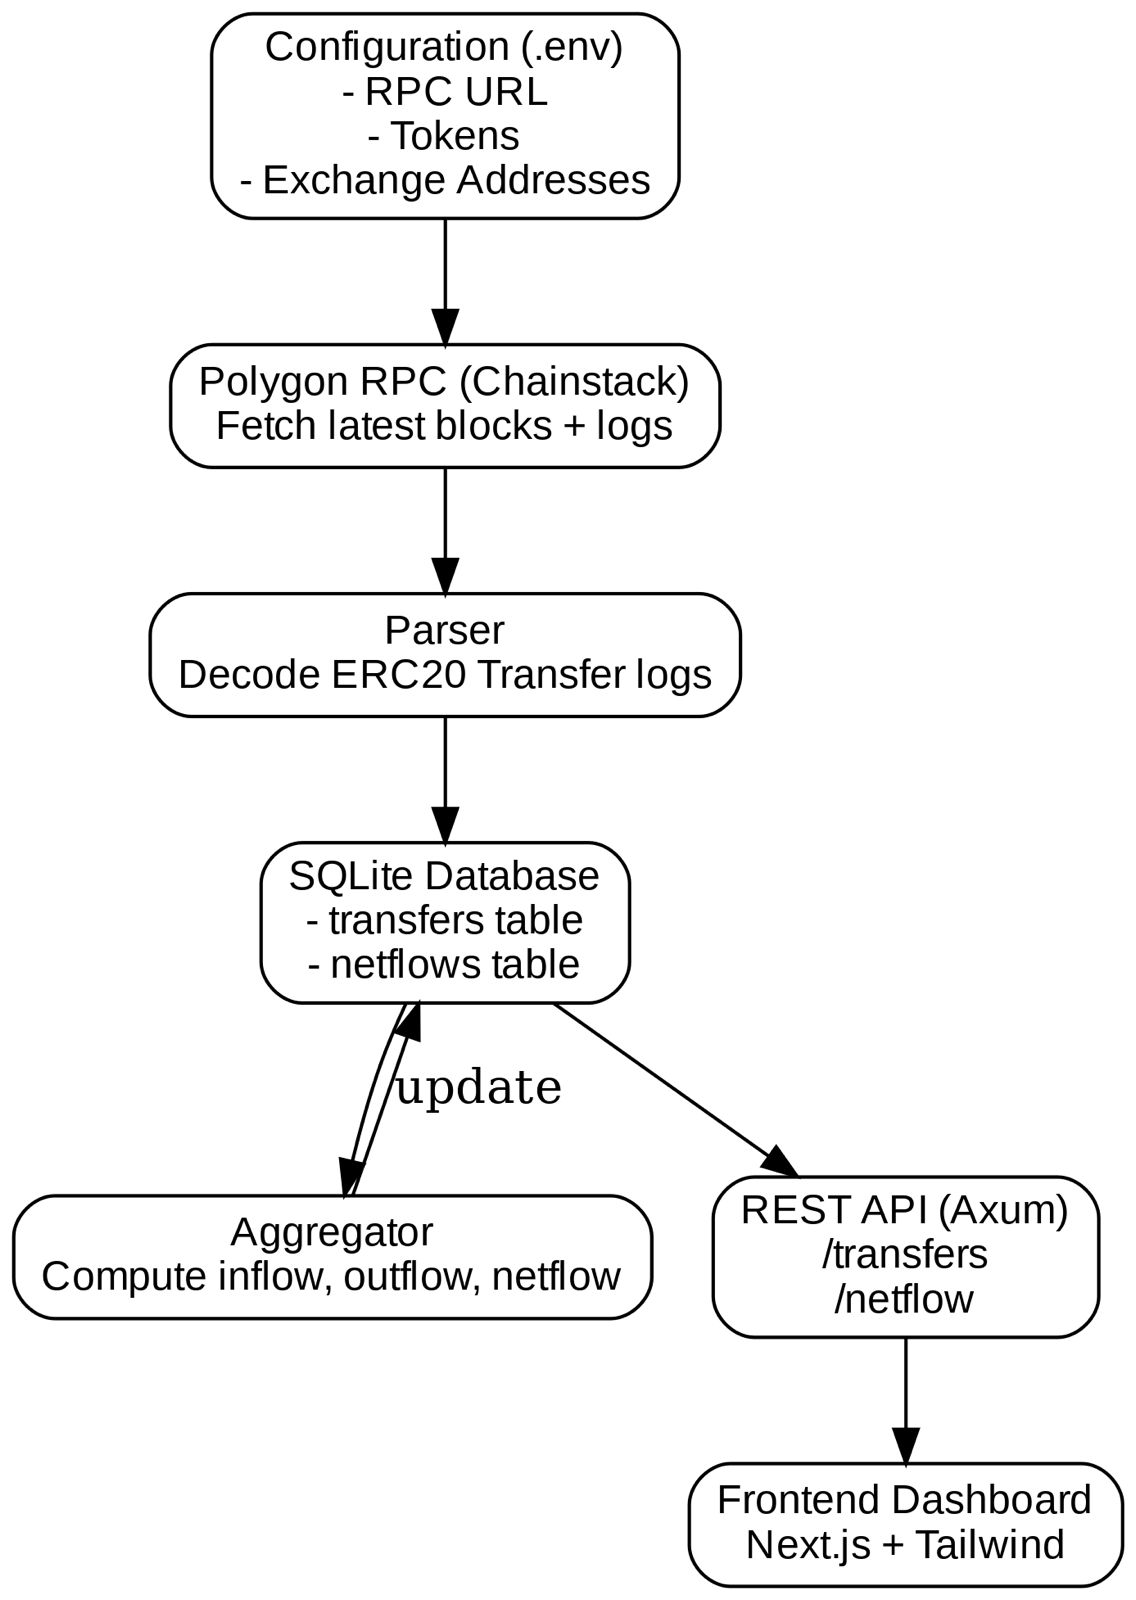 Configuration (.env)
- RPC URL
- Tokens
- Exchange Addresses
Polygon RPC (Chainstack)
Fetch latest blocks + logs
Parser
Decode ERC20 Transfer logs
SQLite Database
- transfers table
- netflows table
update
Aggregator
Compute inflow, outflow, netflow
REST API (Axum)
/transfers
/netflow
Frontend Dashboard
Next.js + Tailwind